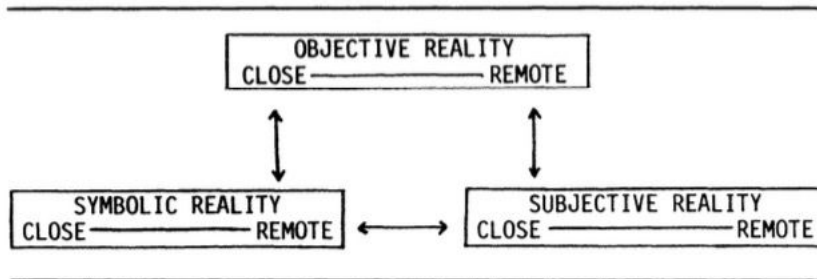 OBJECTIVE REALITY
CLOSE REMOTE
SYMBOLIC REALITY
CLOSE REMOTE
SUBJECTIVE REALITY
CLOSE REMOTE